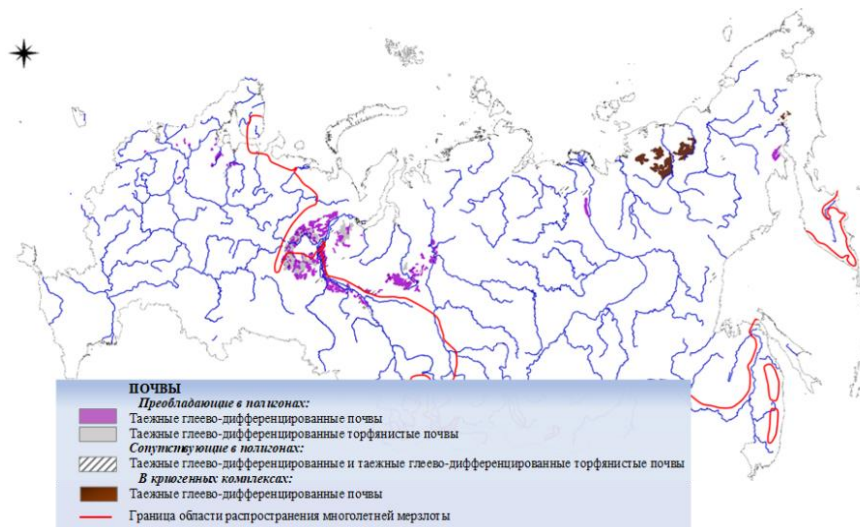 ПОЧВЫ
Преобладающие в полигонах:
Таежные глеево-дифференцированные почвы
Таежные глеево-дифференцированные торфянистые почвы
Сопутствующие в полигонах:
Таежные глеево-дифференцированные и таежные глеево-дифференцированные торфянистые почвы
В криогенных комплексах:
Таежные глеево-дифференцированные почвы
Граница области распространения многолетней мерзлоты